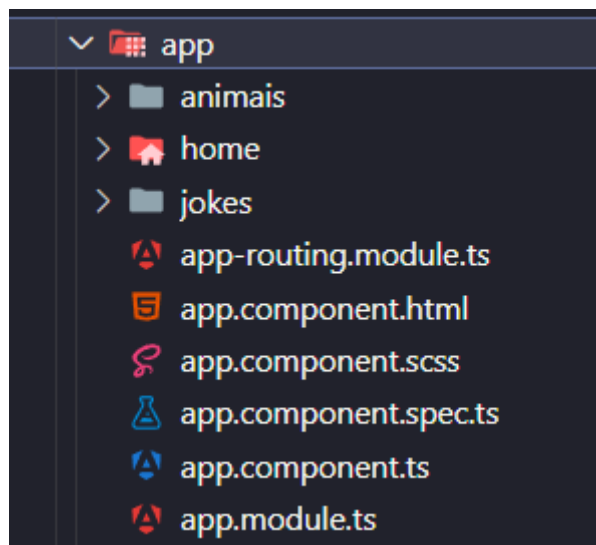 app
animais
home
jokes
app-routing.module.ts
app.component.html
app.component.scss
app.component.spec.ts
app.component.ts
app.module.ts